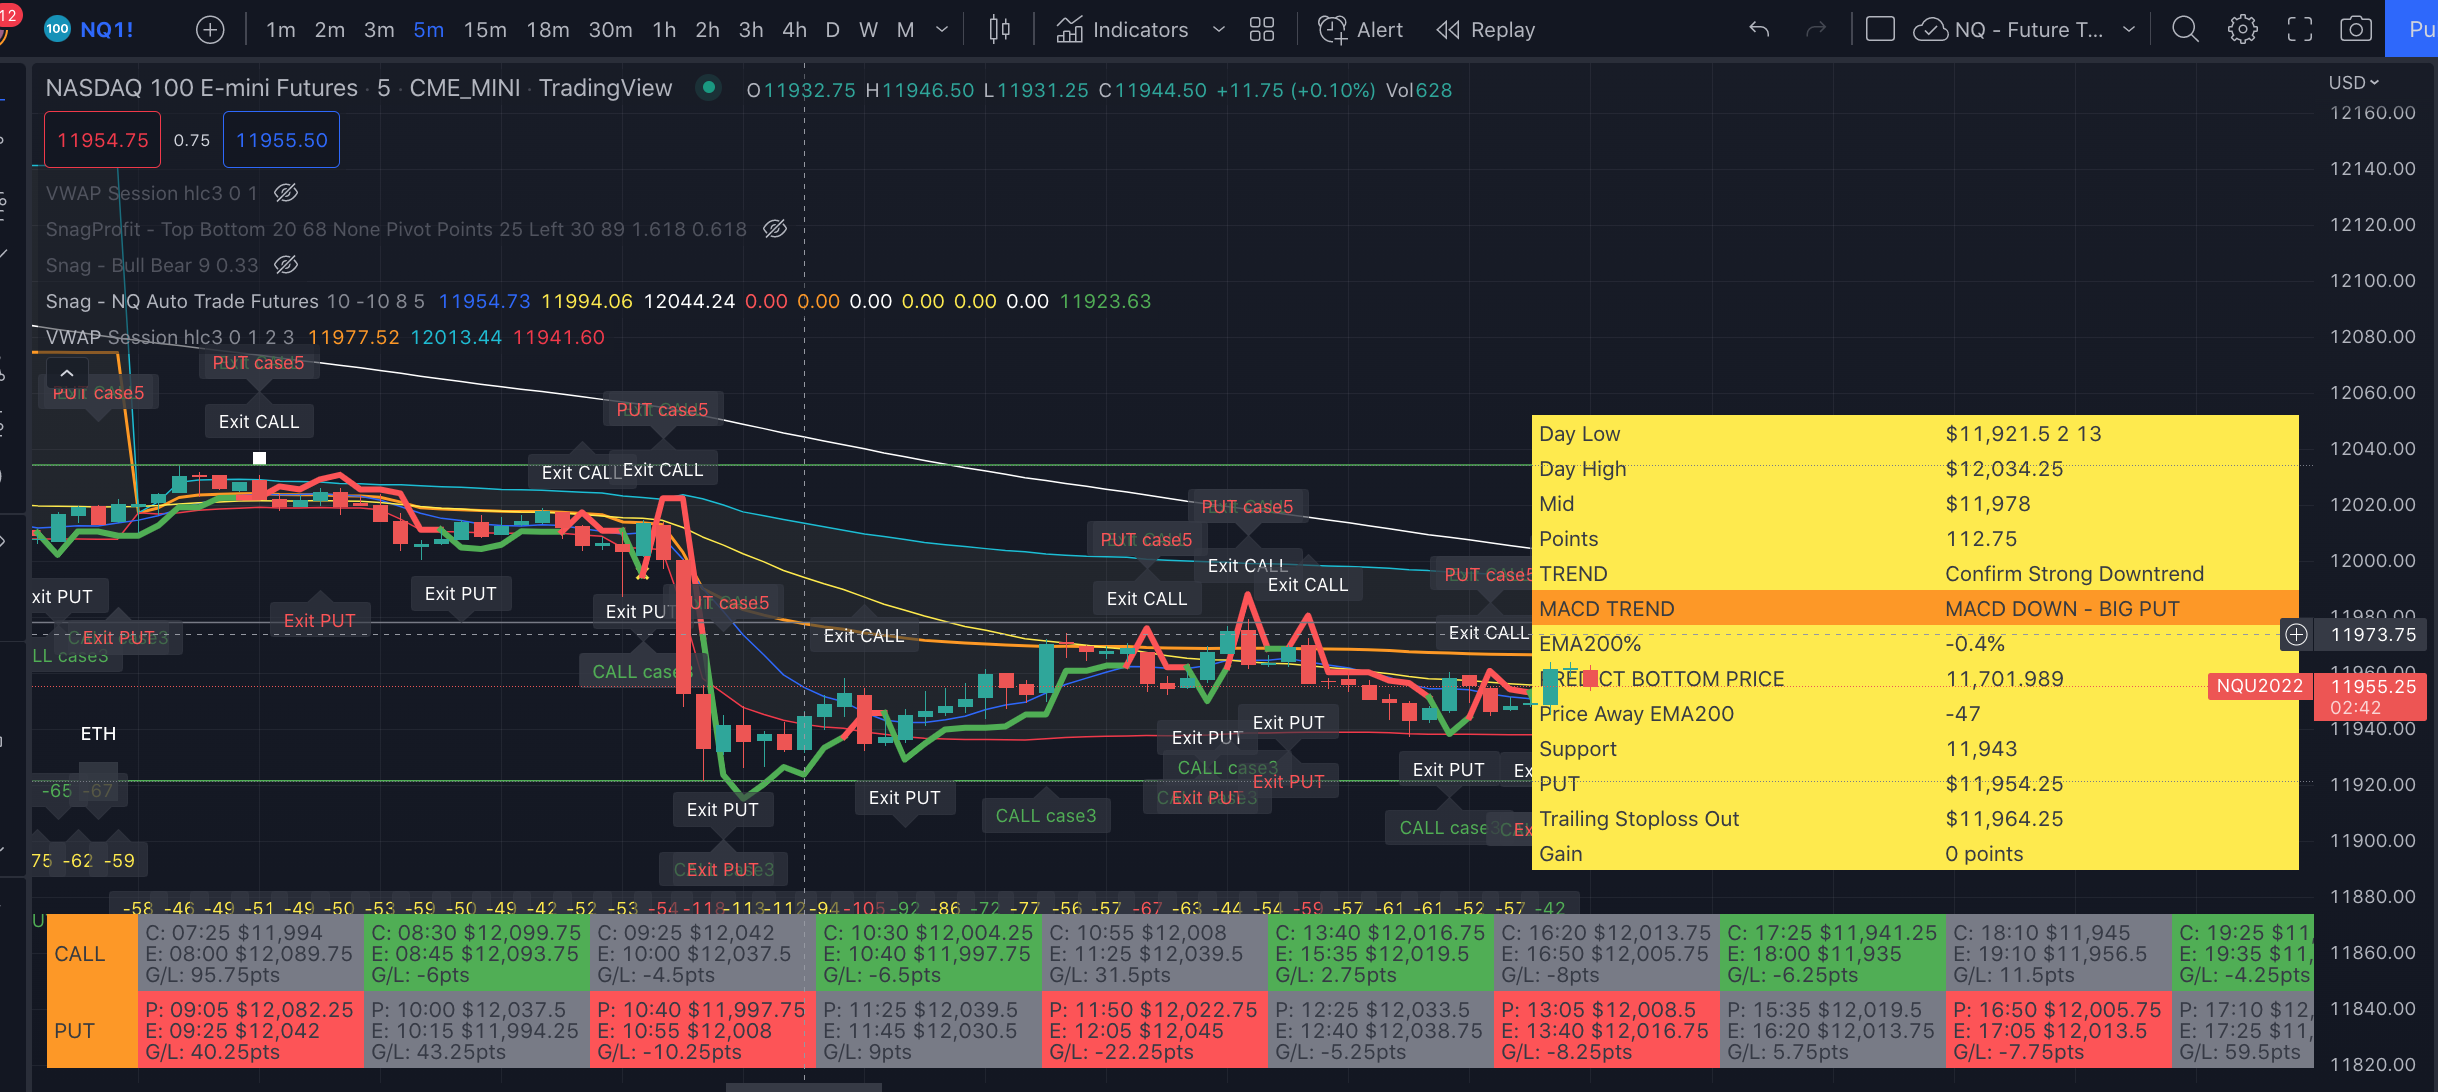 12
100 NQ1!
1m 2m 3m 5m 15m 18m 30m 1h 2h 3h 4h D W M
Indicators
Alert
Replay
NQ - Future T...
Pu
NASDAQ 100 E-mini Futures · 5 · CME_MINI · TradingView
O11932.75 H11946.50 L11931.25 C11944.50 +11.75 (+0.10%) Vol628
USD
11954.75 0.75 11955.50
VWAP Session hlc3 0 1
SnagProfit - Top Bottom 20 68 None Pivot Points 25 Left 30 89 1.618 0.618
Snag - Bull Bear 9 0.33
Snag - NQ Auto Trade Futures 10 -10 8 5 11954.73 11994.06 12044.24 0.00 0.00 0.00 0.00 0.00 0.00 11923.63
VWAP Session hlc3 0 1 2 3 11977.52 12013.44 11941.60
12160.00
12140.00
12120.00
12100.00
12080.00
12060.00
12040.00
12020.00
12000.00
11980.00
11973.75
11960.00
NQU2022 11955.25
02:42
11940.00
11920.00
11900.00
11880.00
11860.00
11840.00
11820.00
PUT case5
PUT case5
Exit CALL
PUT case5
Exit CALL
Exit CALL
PUT case5
PUT case5
Exit CALL
Exit CALL
Exit CALL
PUT case5
Exit CALL
xit PUT
Exit PUT
LL case3
Exit PUT
Exit PUT
Exit PUT
CALL case3
UT case5
Exit CALL
ETH
-65 -67
75 -62 -59
Exit PUT
Exit PUT
Exit PUT
CALL case3
Exit PUT
Exit PUT
CALL case3
Exit PUT
Exit PUT
Exit PUT
CALL case3
Ex
Day Low $11,921.5 2 13
Day High $12,034.25
Mid $11,978
Points 112.75
TREND Confirm Strong Downtrend
MACD TREND MACD DOWN - BIG PUT
EMA200% -0.4%
PREDICT BOTTOM PRICE 11,701.989
Price Away EMA200 -47
Support 11,943
PUT $11,954.25
Trailing Stoploss Out $11,964.25
Gain 0 points
-58 -46 -49 -51 -49 -50 -53 -59 -50 -49 -42 -52 -53 -54 -118 -113 -112 -94 -105 -92 -86 -72 -77 -56 -57 -67 -63 -44 -54 -59 -57 -61 -61 -52 -57 -42
CALL
C: 07:25 $11,994
E: 08:00 $12,089.75
G/L: 95.75pts
C: 08:30 $12,099.75
E: 08:45 $12,093.75
G/L: -6pts
C: 09:25 $12,042
E: 10:00 $12,037.5
G/L: -4.5pts
C: 10:30 $12,004.25
E: 10:40 $11,997.75
G/L: -6.5pts
C: 10:55 $12,008
E: 11:25 $12,039.5
G/L: 31.5pts
C: 13:40 $12,016.75
E: 15:35 $12,019.5
G/L: 2.75pts
C: 16:20 $12,013.75
E: 16:50 $12,005.75
G/L: -8pts
C: 17:25 $11,941.25
E: 18:00 $11,935
G/L: -6.25pts
C: 18:10 $11,945
E: 19:10 $11,956.5
G/L: 11.5pts
C: 19:25 $11,
E: 19:35 $11,
G/L: -4.25pts
PUT
P: 09:05 $12,082.25
E: 09:25 $12,042
G/L: 40.25pts
P: 10:00 $12,037.5
E: 10:15 $11,994.25
G/L: 43.25pts
P: 10:40 $11,997.75
E: 10:55 $12,008
G/L: -10.25pts
P: 11:25 $12,039.5
E: 11:45 $12,030.5
G/L: 9pts
P: 11:50 $12,022.75
E: 12:05 $12,045
G/L: -22.25pts
P: 12:25 $12,033.5
E: 12:40 $12,038.75
G/L: -5.25pts
P: 13:05 $12,008.5
E: 13:40 $12,016.75
G/L: -8.25pts
P: 15:35 $12,019.5
E: 16:20 $12,013.75
G/L: 5.75pts
P: 16:50 $12,005.75
E: 17:05 $12,013.5
G/L: -7.75pts
P: 17:10 $12,
E: 17:25 $11,
G/L: 59.5pts